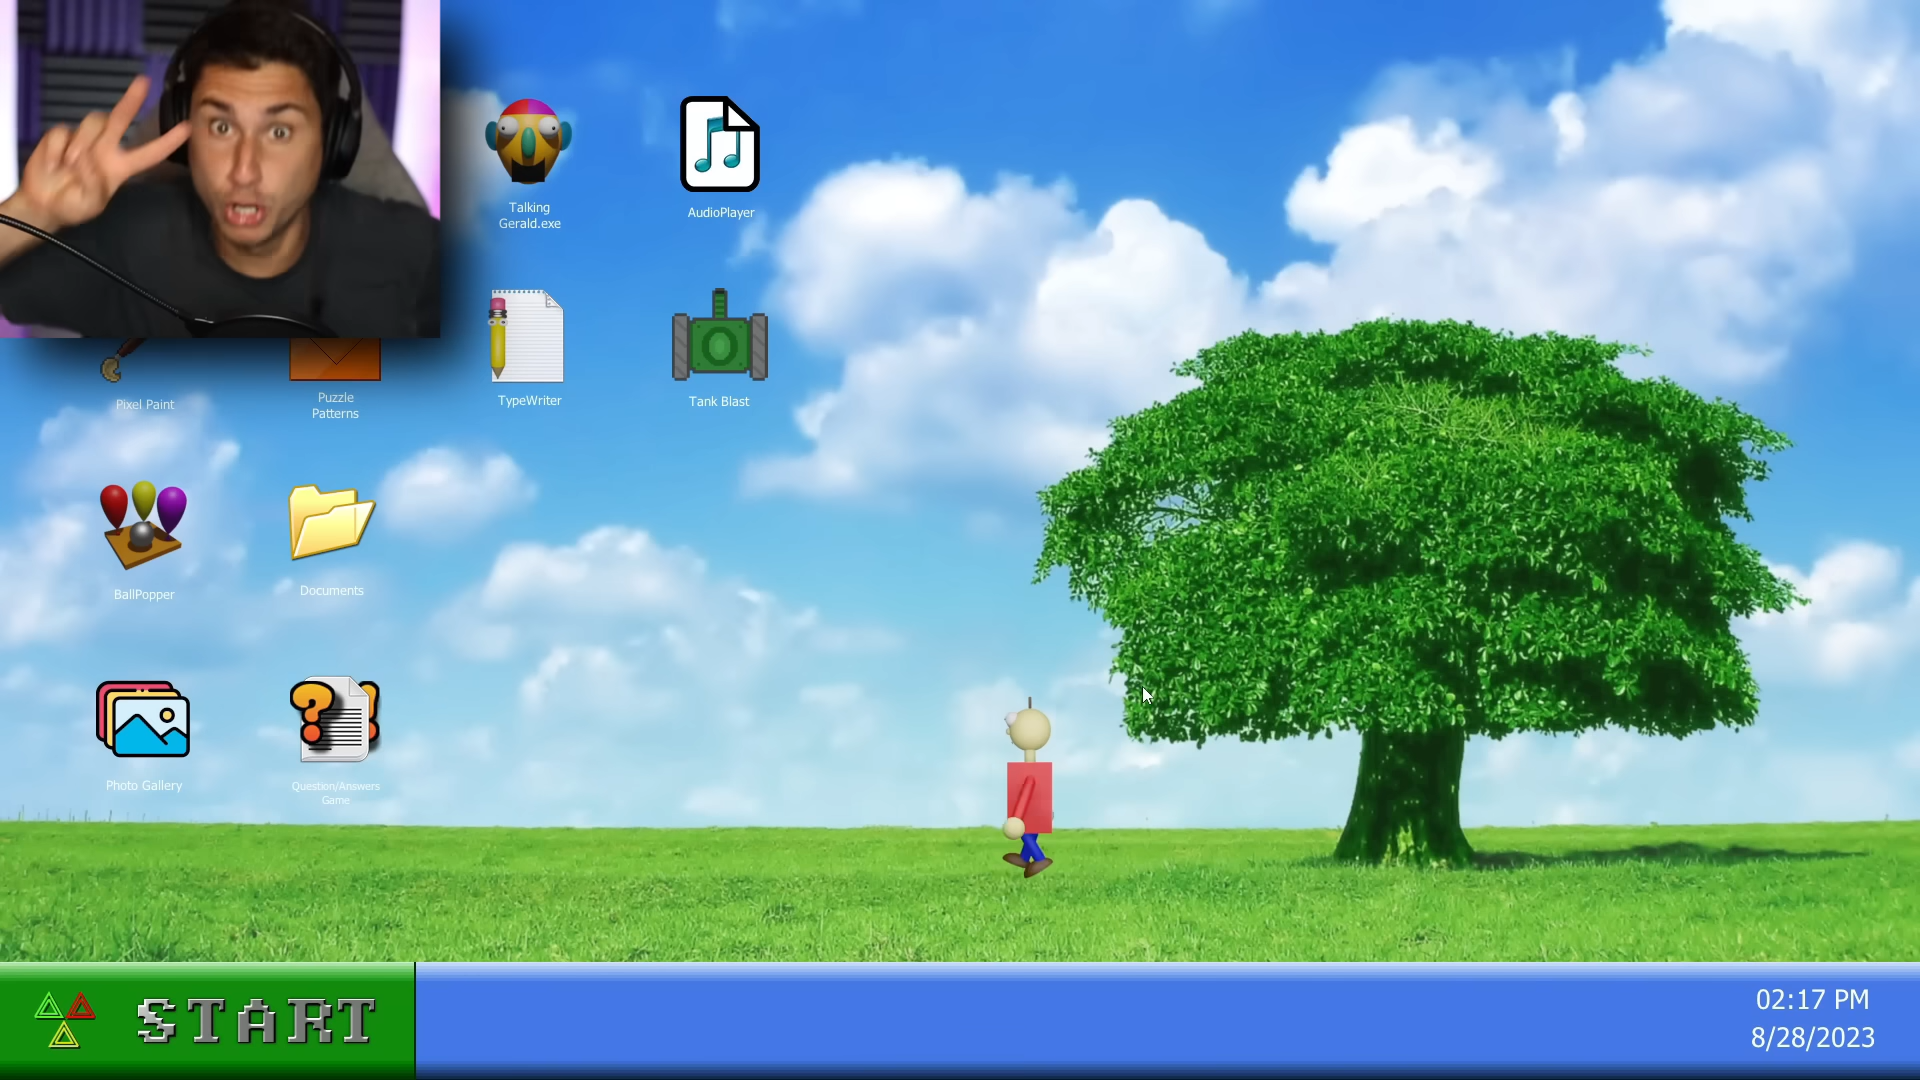 Talking
Gerald.exe
AudioPlayer
Pixel Paint
Puzzle
Patterns
TypeWriter
Tank Blast
BallPopper
Documents
Photo Gallery
Question/Answers
Game
START
02:17 PM
8/28/2023